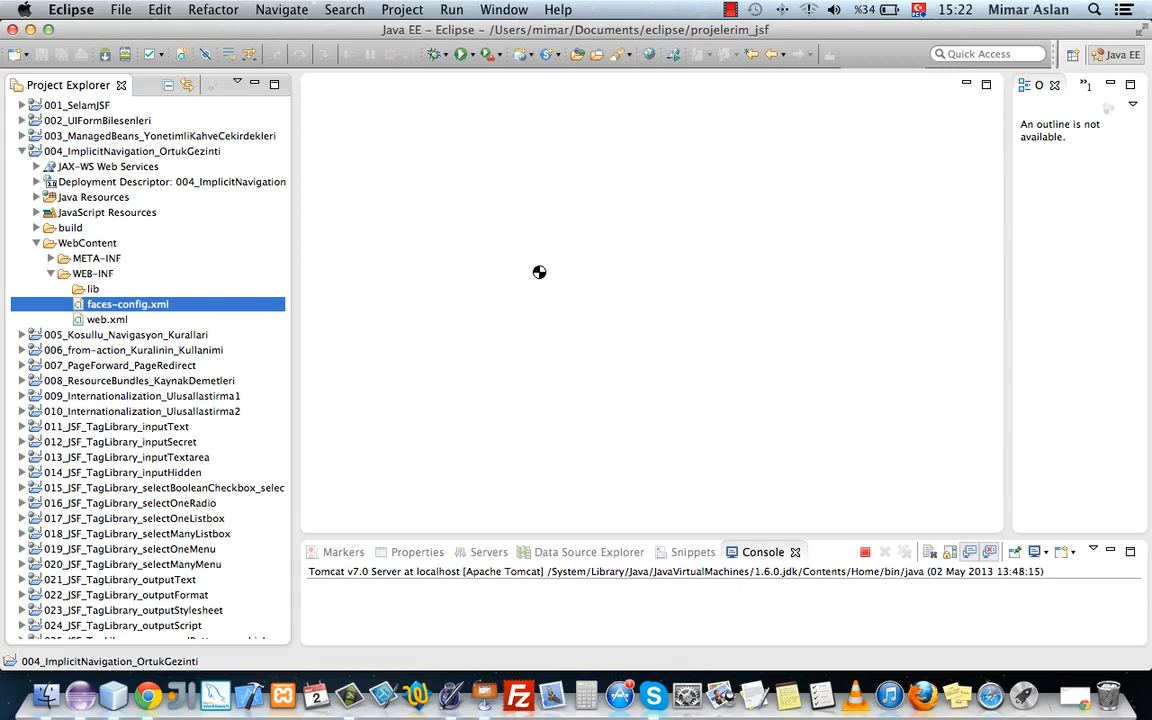 Eclipse File Edit Refactor Navigate Search Project Run Window Help %34 15:22 Mimar Aslan
Java EE - Eclipse - /Users/mimar/Documents/eclipse/projelerim_jsf
Quick Access Java EE
Project Explorer
O »1
001_SelamJSF
002_UIFormBilesenleri
003_ManagedBeans_YonetimliKahveCekirdekleri
004_ImplicitNavigation_OrtukGezinti
JAX-WS Web Services
Deployment Descriptor: 004_ImplicitNavigation
Java Resources
JavaScript Resources
build
WebContent
META-INF
WEB-INF
lib
faces-config.xml
web.xml
005_Kosullu_Navigasyon_Kurallari
006_from-action_Kuralinin_Kullanimi
007_PageForward_PageRedirect
008_ResourceBundles_KaynakDemetleri
009_Internationalization_Ulusallastirma1
010_Internationalization_Ulusallastirma2
011_JSF_TagLibrary_inputText
012_JSF_TagLibrary_inputSecret
013_JSF_TagLibrary_inputTextarea
014_JSF_TagLibrary_inputHidden
015_JSF_TagLibrary_selectBooleanCheckbox_selec
016_JSF_TagLibrary_selectOneRadio
017_JSF_TagLibrary_selectOneListbox
018_JSF_TagLibrary_selectManyListbox
019_JSF_TagLibrary_selectOneMenu
020_JSF_TagLibrary_selectManyMenu
021_JSF_TagLibrary_outputText
022_JSF_TagLibrary_outputFormat
023_JSF_TagLibrary_outputStylesheet
024_JSF_TagLibrary_outputScript
An outline is not
available.
Markers Properties Servers Data Source Explorer Snippets Console
Tomcat v7.0 Server at localhost [Apache Tomcat] /System/Library/Java/JavaVirtualMachines/1.6.0.jdk/Contents/Home/bin/java (02 May 2013 13:48:15)
004_ImplicitNavigation_OrtukGezinti